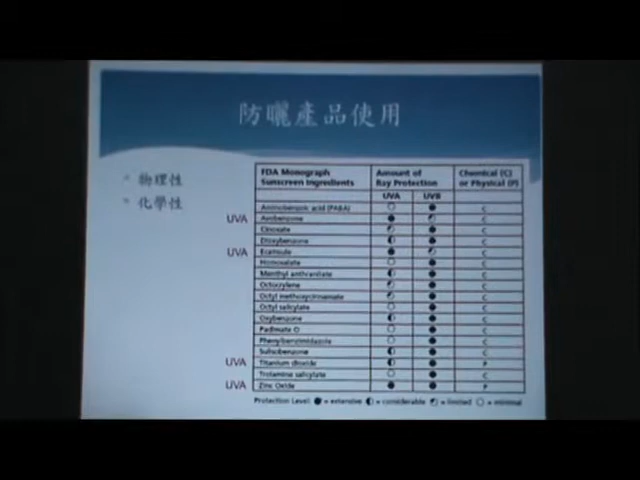 防曬產品使用
物理性
化學性
FDA Monograph Sunscreen Ingredients
Amount of Ray Protection
Chemical (C) or Physical (P)
UVA UVB
Aminobenzoic acid (PABA) C
UVA Avobenzone C
Cinoxate C
Dioxybenzone C
UVA Ecamsule C
Homosalate C
Menthyl anthranilate C
Octocrylene C
Octyl methoxycinnamate C
Octyl salicylate C
Oxybenzone C
Padimate O C
Phenylbenzimidazole C
Sulisobenzone C
UVA Titanium dioxide P
Trolamine salicylate C
UVA Zinc Oxide P
Protection Level: ● = extensive ◐ = considerable ◔ = limited ○ = minimal